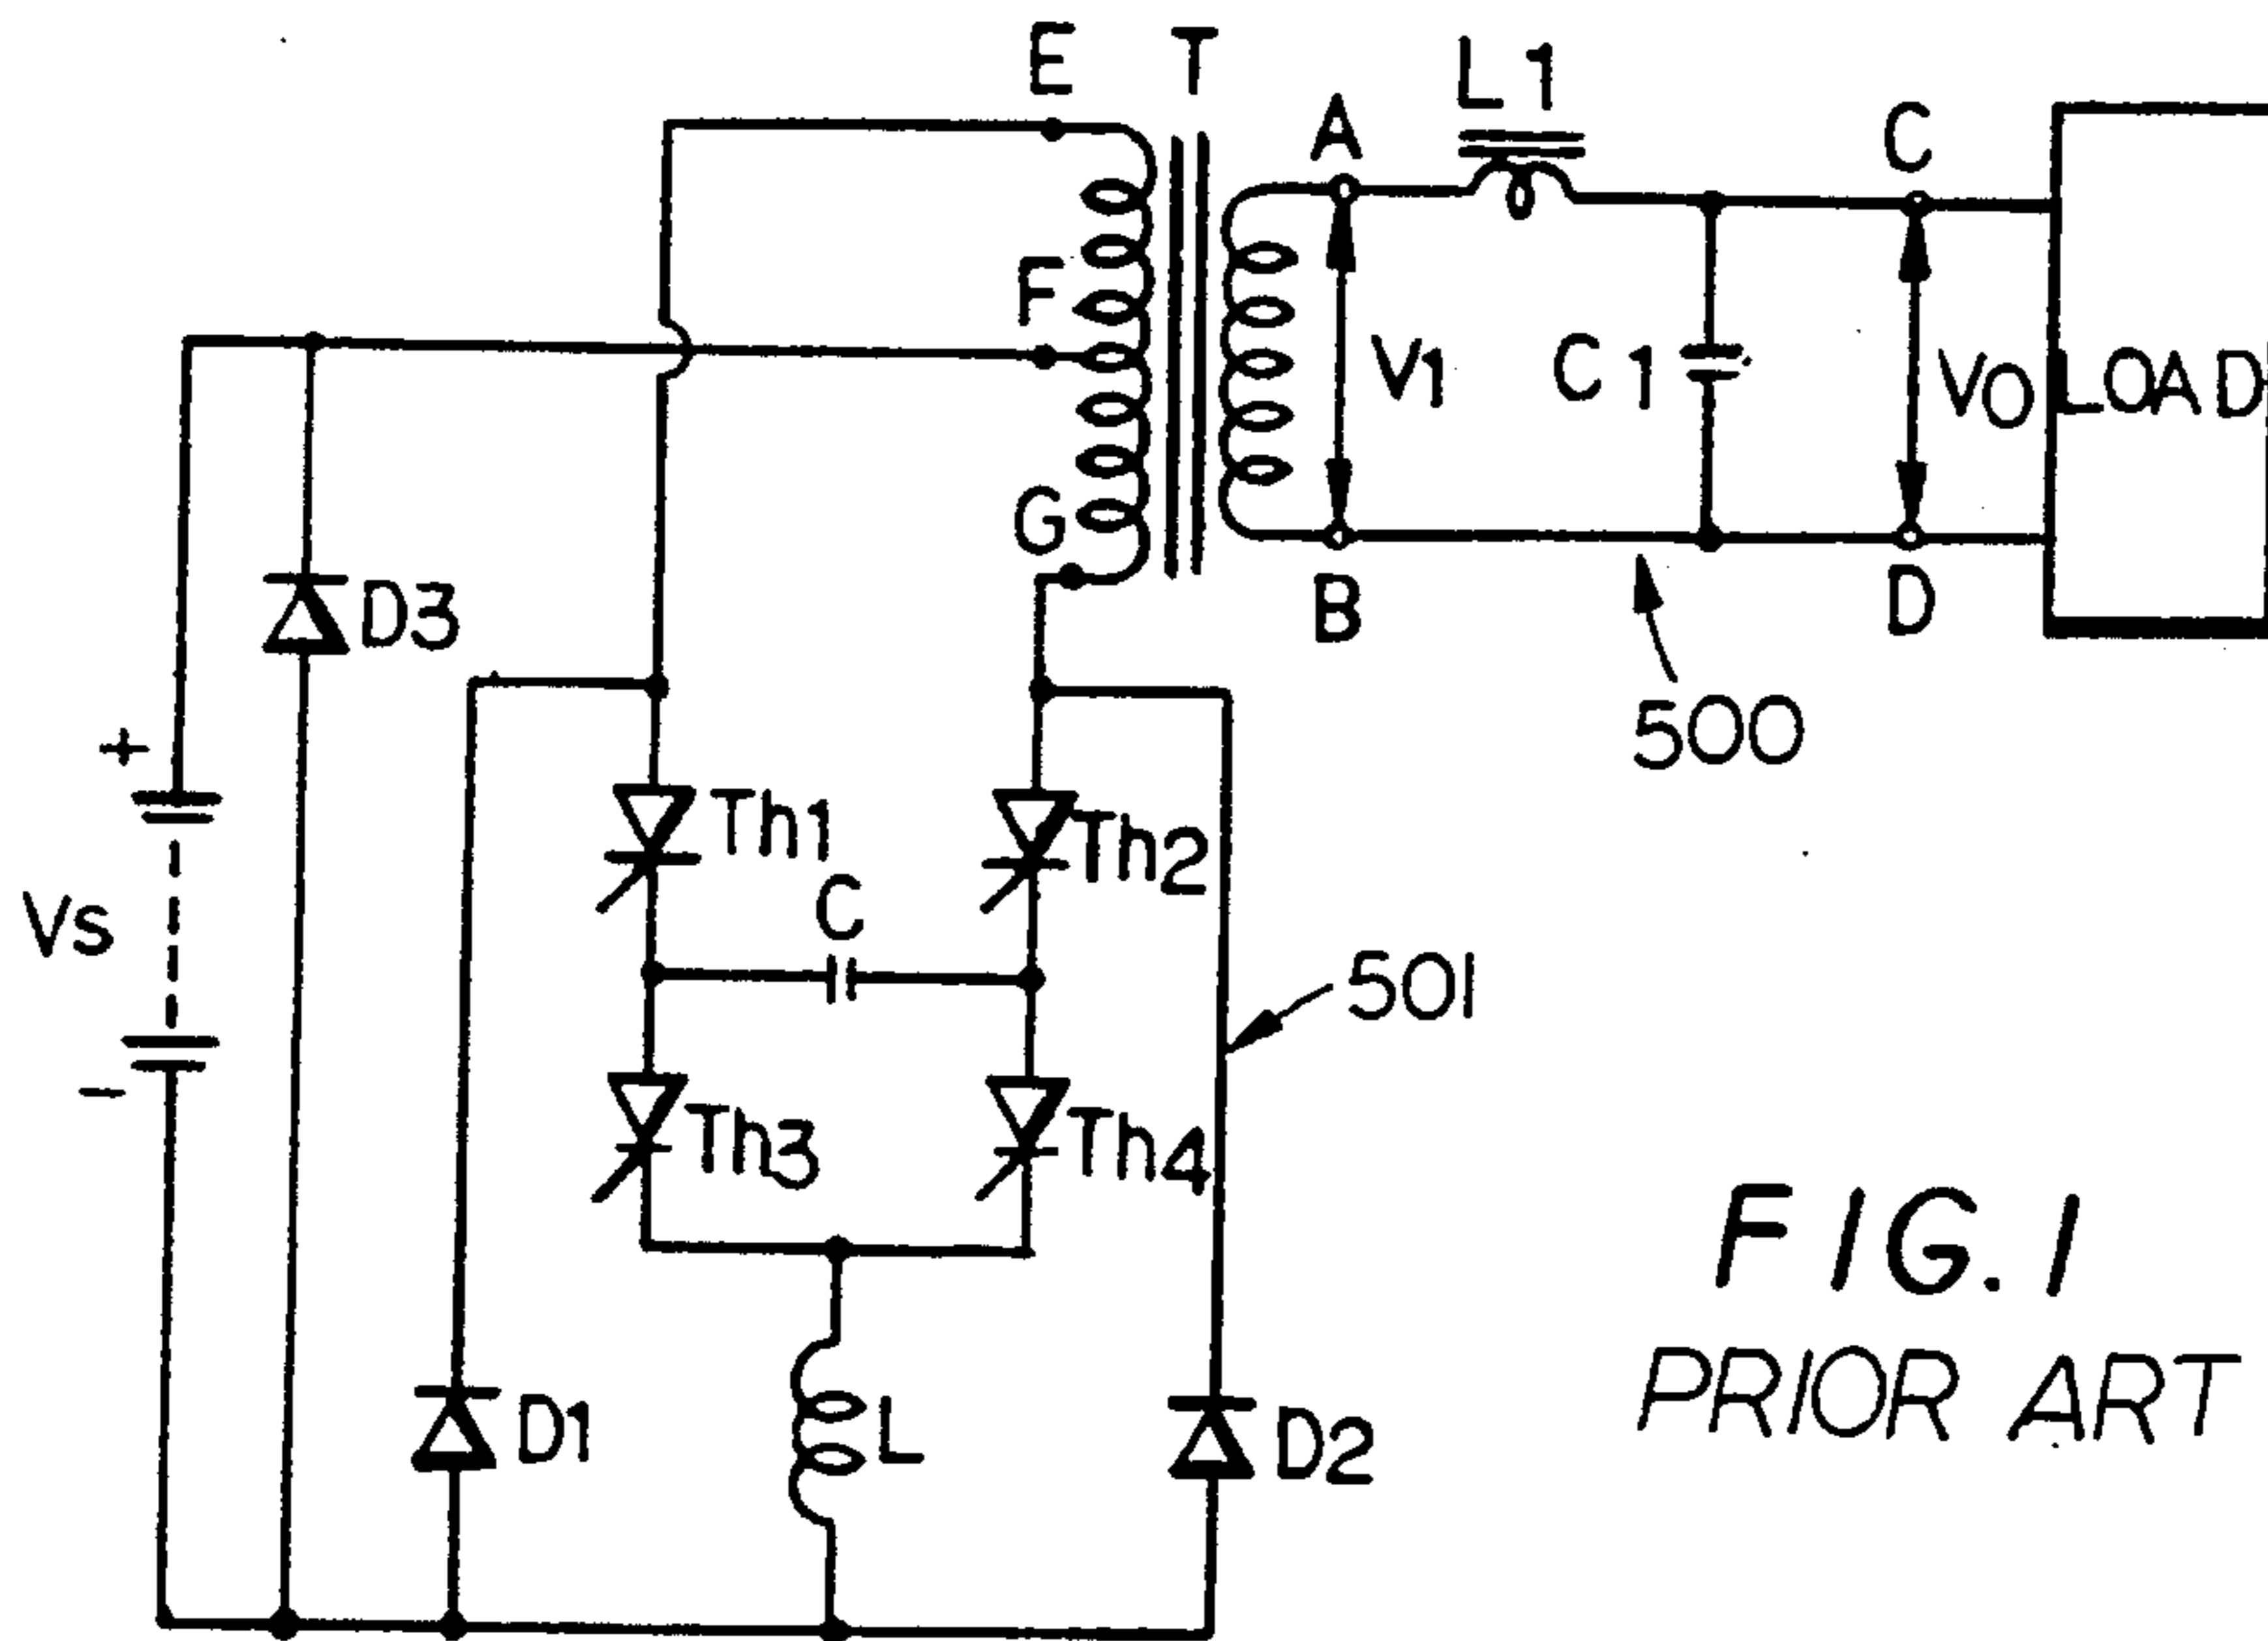 E T L1
A C
F
V1 C1 VO LOAD
G
D3 B D
500
+
Th1 Th2
C
Vs
501
-
Th3 Th4
FIG. 1
PRIOR ART
D1 L D2